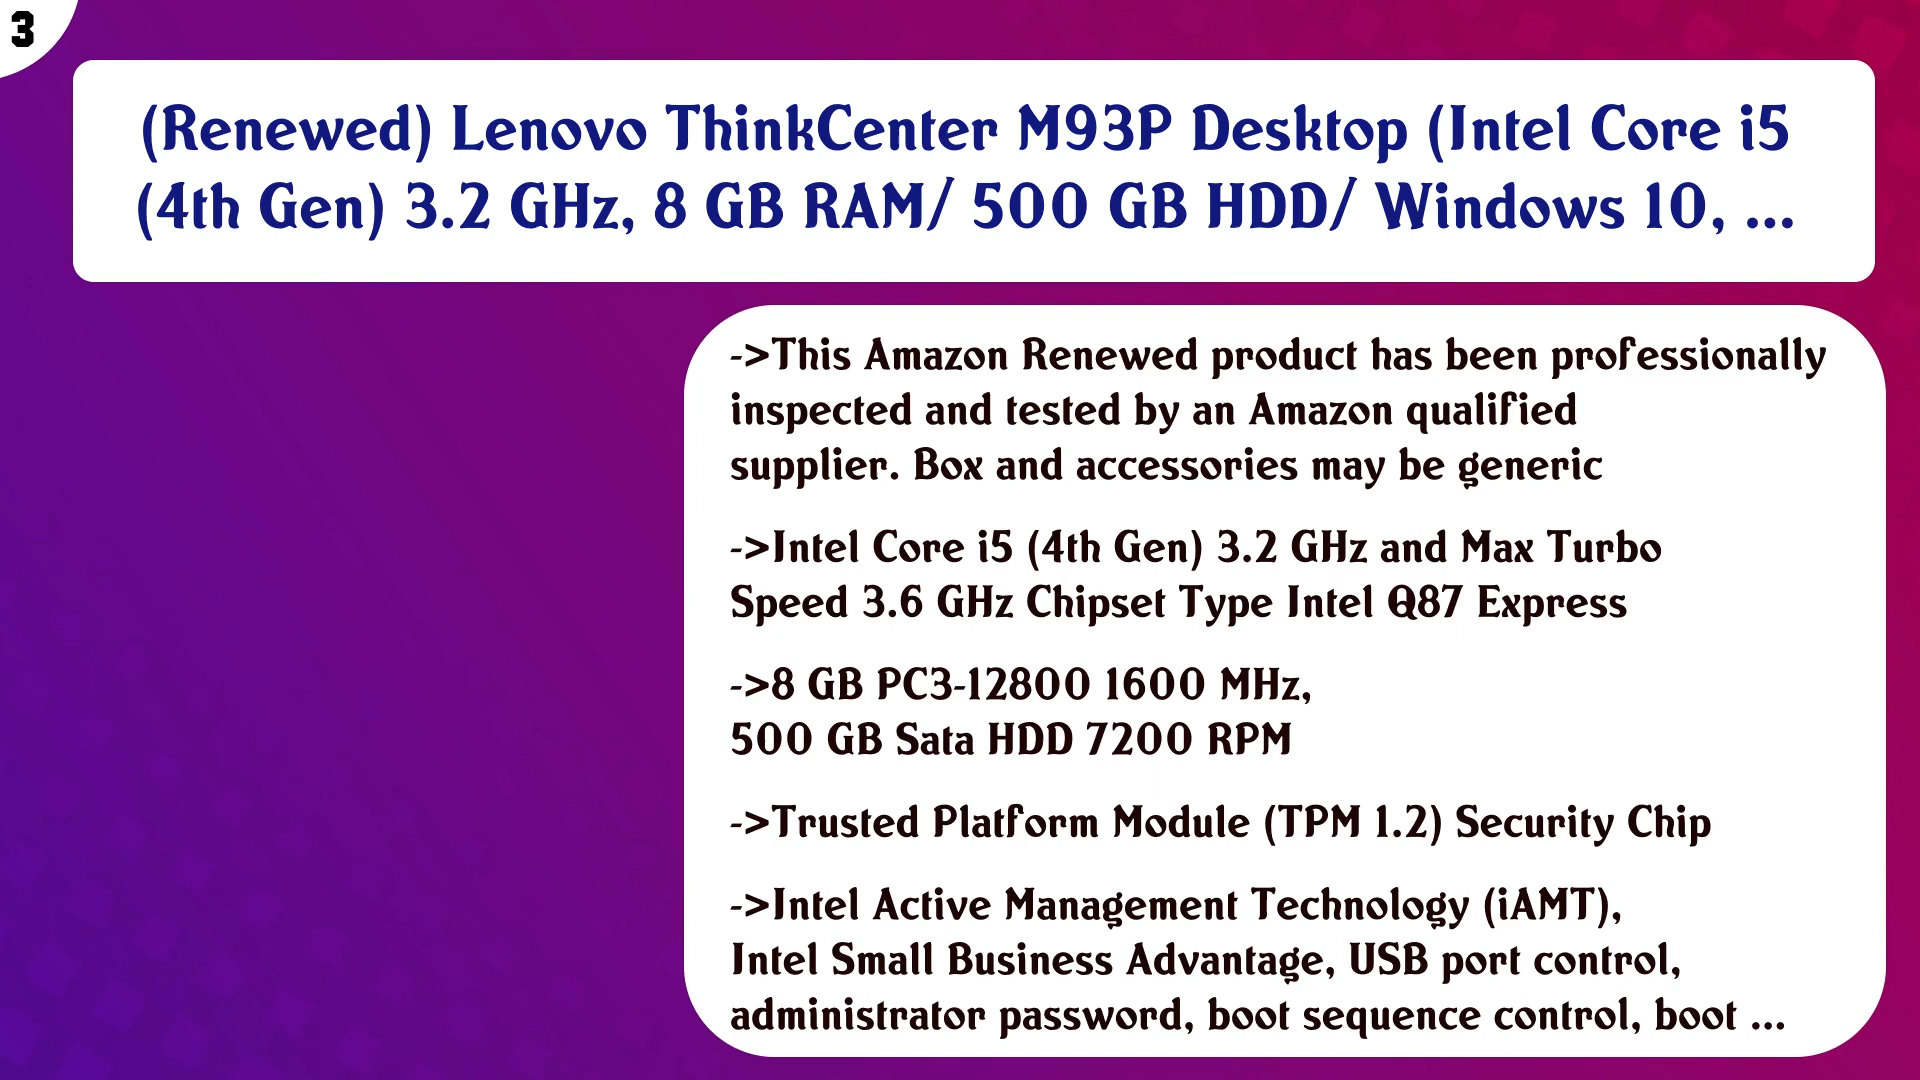 3
(Renewed) Lenovo ThinkCenter M93P Desktop (Intel Core i5
(4th Gen) 3.2 GHz, 8 GB RAM/ 500 GB HDD/ Windows 10, ...
->This Amazon Renewed product has been professionally
inspected and tested by an Amazon qualified
supplier. Box and accessories may be generic
->Intel Core i5 (4th Gen) 3.2 GHz and Max Turbo
Speed 3.6 GHz Chipset Type Intel Q87 Express
->8 GB PC3-12800 1600 MHz,
500 GB Sata HDD 7200 RPM
->Trusted Platform Module (TPM 1.2) Security Chip
->Intel Active Management Technology (iAMT),
Intel Small Business Advantage, USB port control,
administrator password, boot sequence control, boot ...